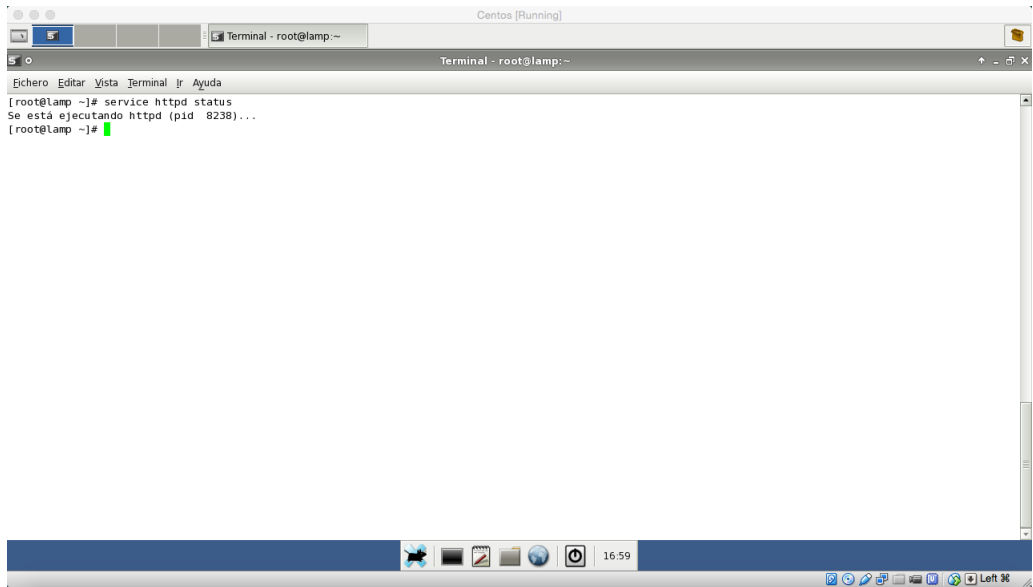 Centos [Running]
Terminal - root@lamp:~
Terminal - root@lamp:~
Fichero Editar Vista Terminal Ir Ayuda
[root@lamp ~]# service httpd status
Se está ejecutando httpd (pid  8238)...
[root@lamp ~]#
16:59
Left ⌘